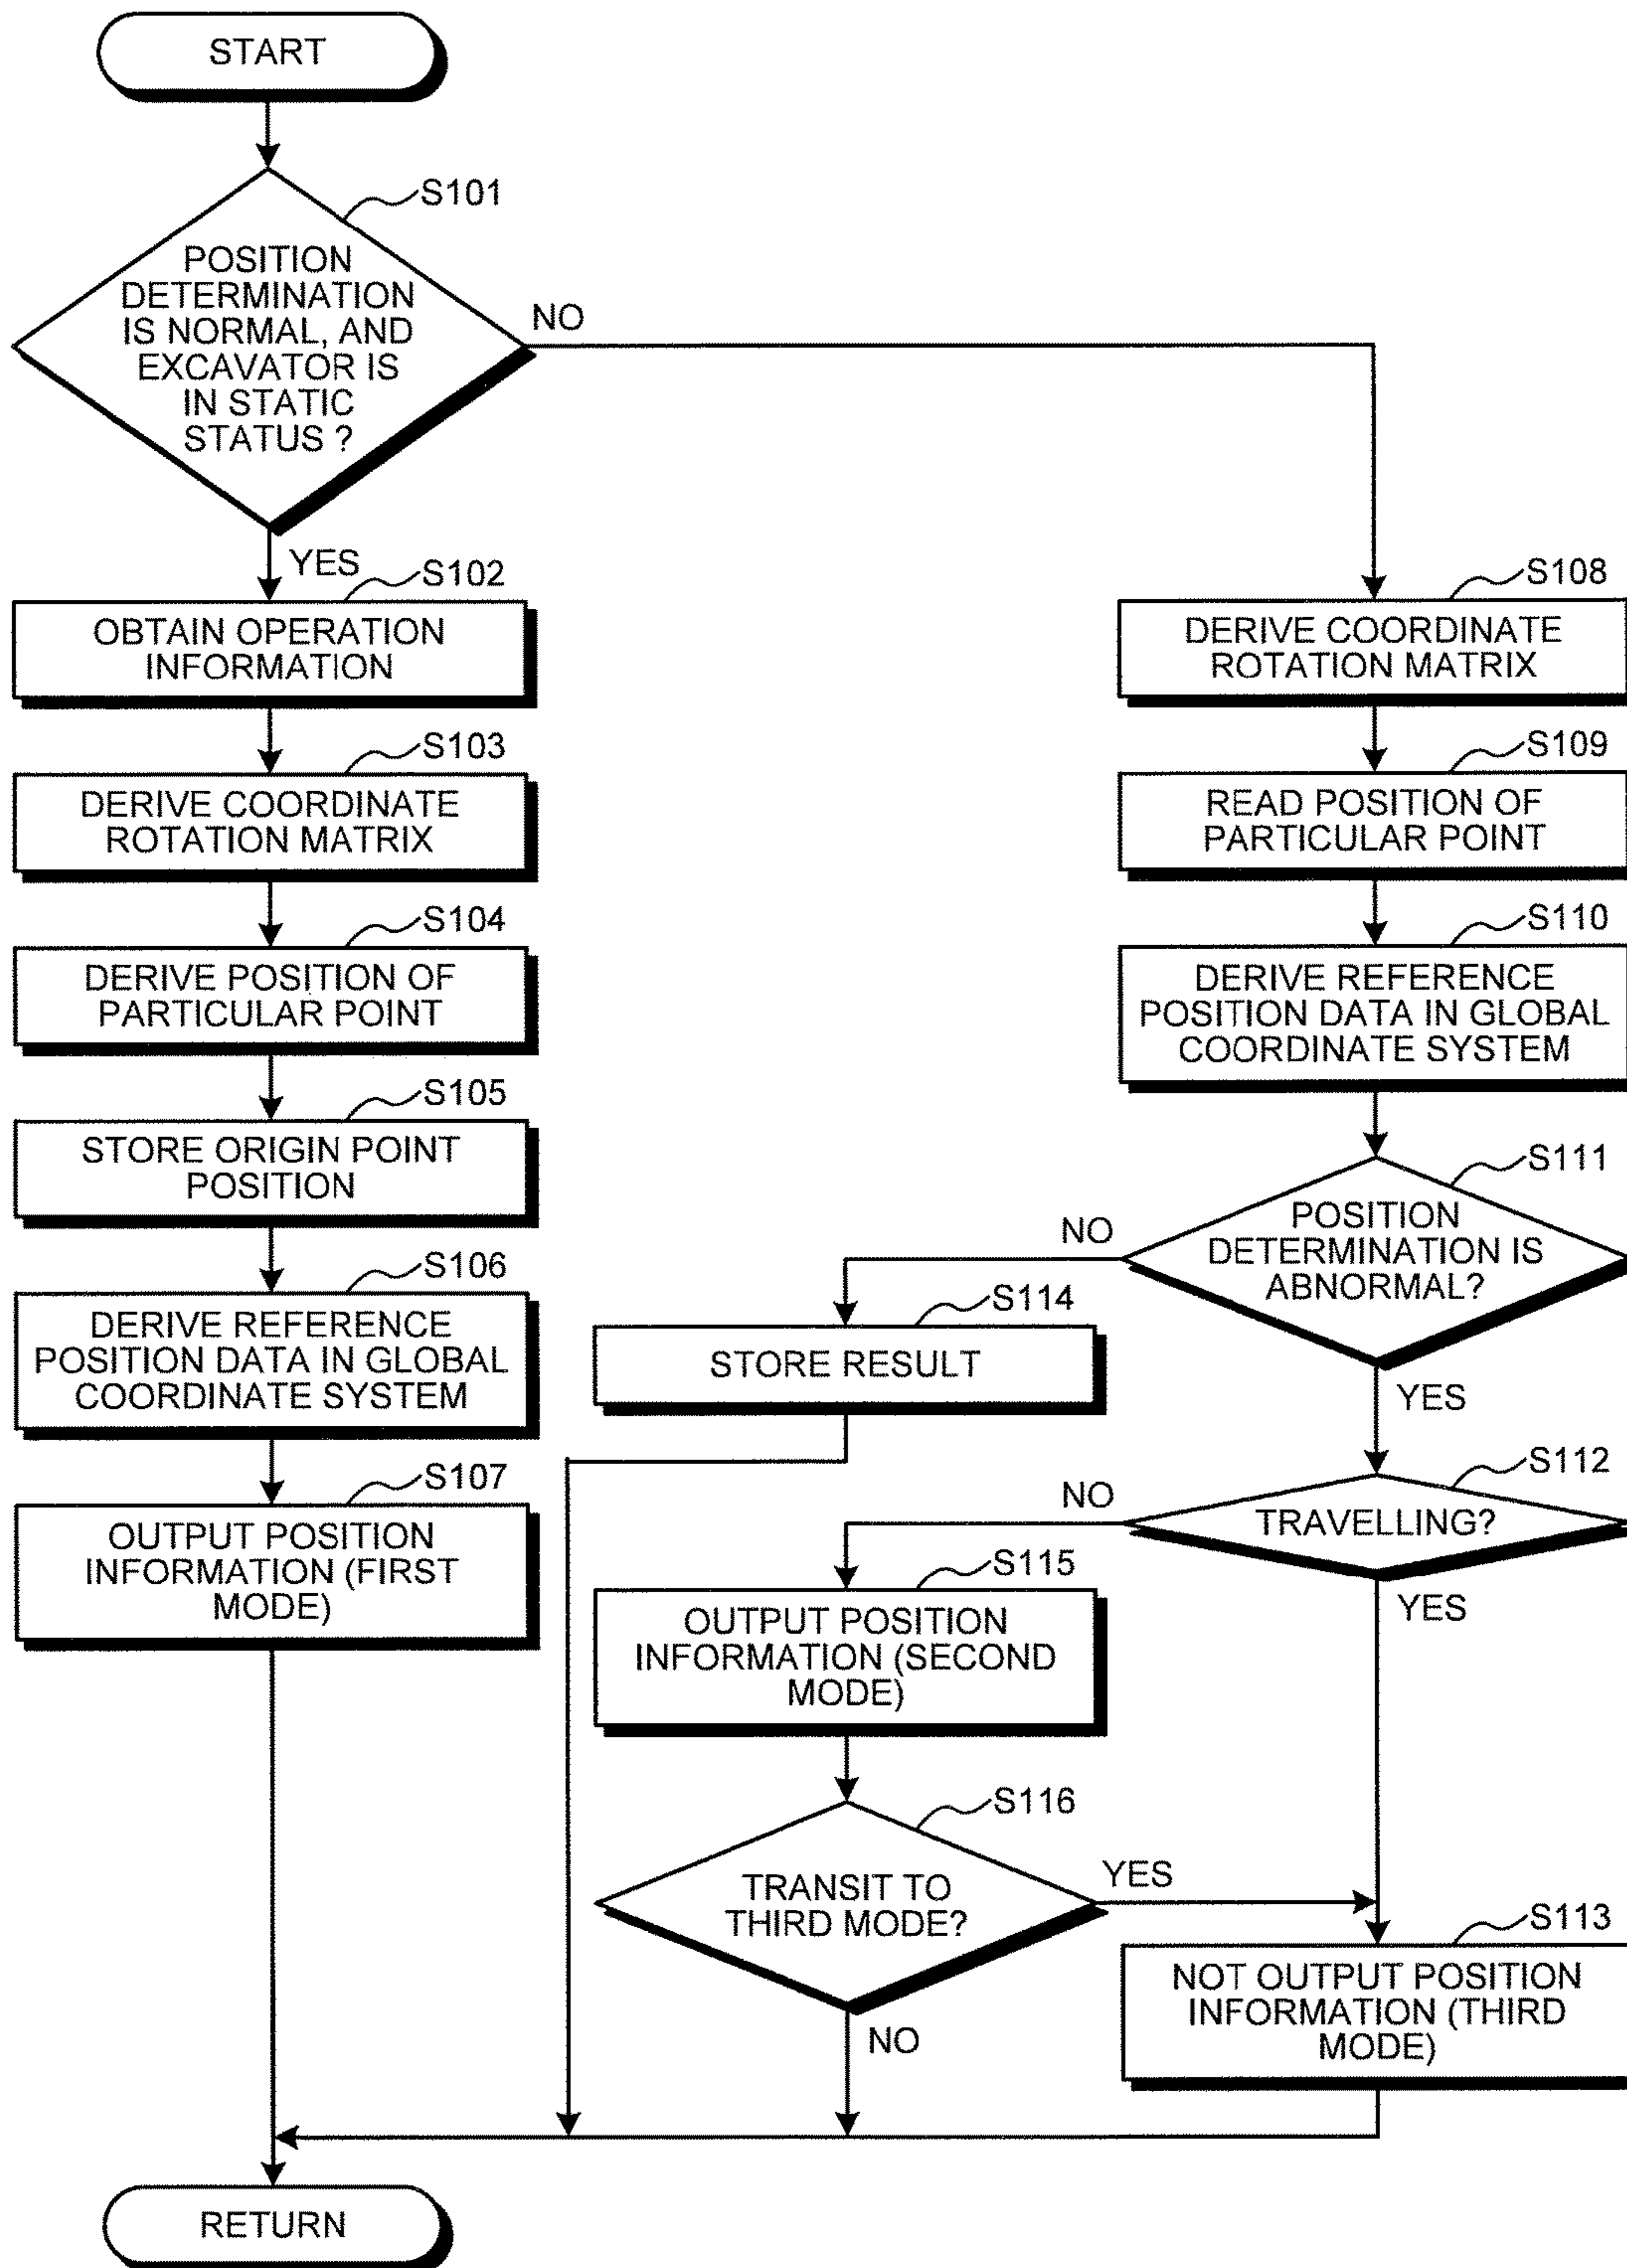 START
S101
POSITION
DETERMINATION
IS NORMAL, AND
EXCAVATOR IS
IN STATIC
STATUS ?
NO
YES
S102
OBTAIN OPERATION
INFORMATION
S103
DERIVE COORDINATE
ROTATION MATRIX
S104
DERIVE POSITION OF
PARTICULAR POINT
S105
STORE ORIGIN POINT
POSITION
S106
DERIVE REFERENCE
POSITION DATA IN GLOBAL
COORDINATE SYSTEM
S107
OUTPUT POSITION
INFORMATION (FIRST
MODE)
S108
DERIVE COORDINATE
ROTATION MATRIX
S109
READ POSITION OF
PARTICULAR POINT
S110
DERIVE REFERENCE
POSITION DATA IN GLOBAL
COORDINATE SYSTEM
S111
POSITION
DETERMINATION IS
ABNORMAL?
NO
YES
S114
STORE RESULT
S112
TRAVELLING?
NO
YES
S115
OUTPUT POSITION
INFORMATION (SECOND
MODE)
S116
TRANSIT TO
THIRD MODE?
YES
NO
S113
NOT OUTPUT POSITION
INFORMATION (THIRD
MODE)
RETURN